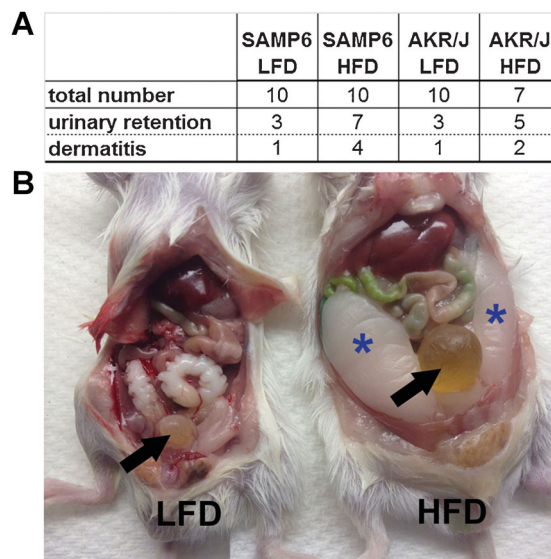 A
SAMP6 SAMP6 AKR/J AKR/J
LFD HFD LFD HFD
total number 10 10 10 7
urinary retention 3 7 3 5
dermatitis 1 4 1 2
B
* *
LFD HFD